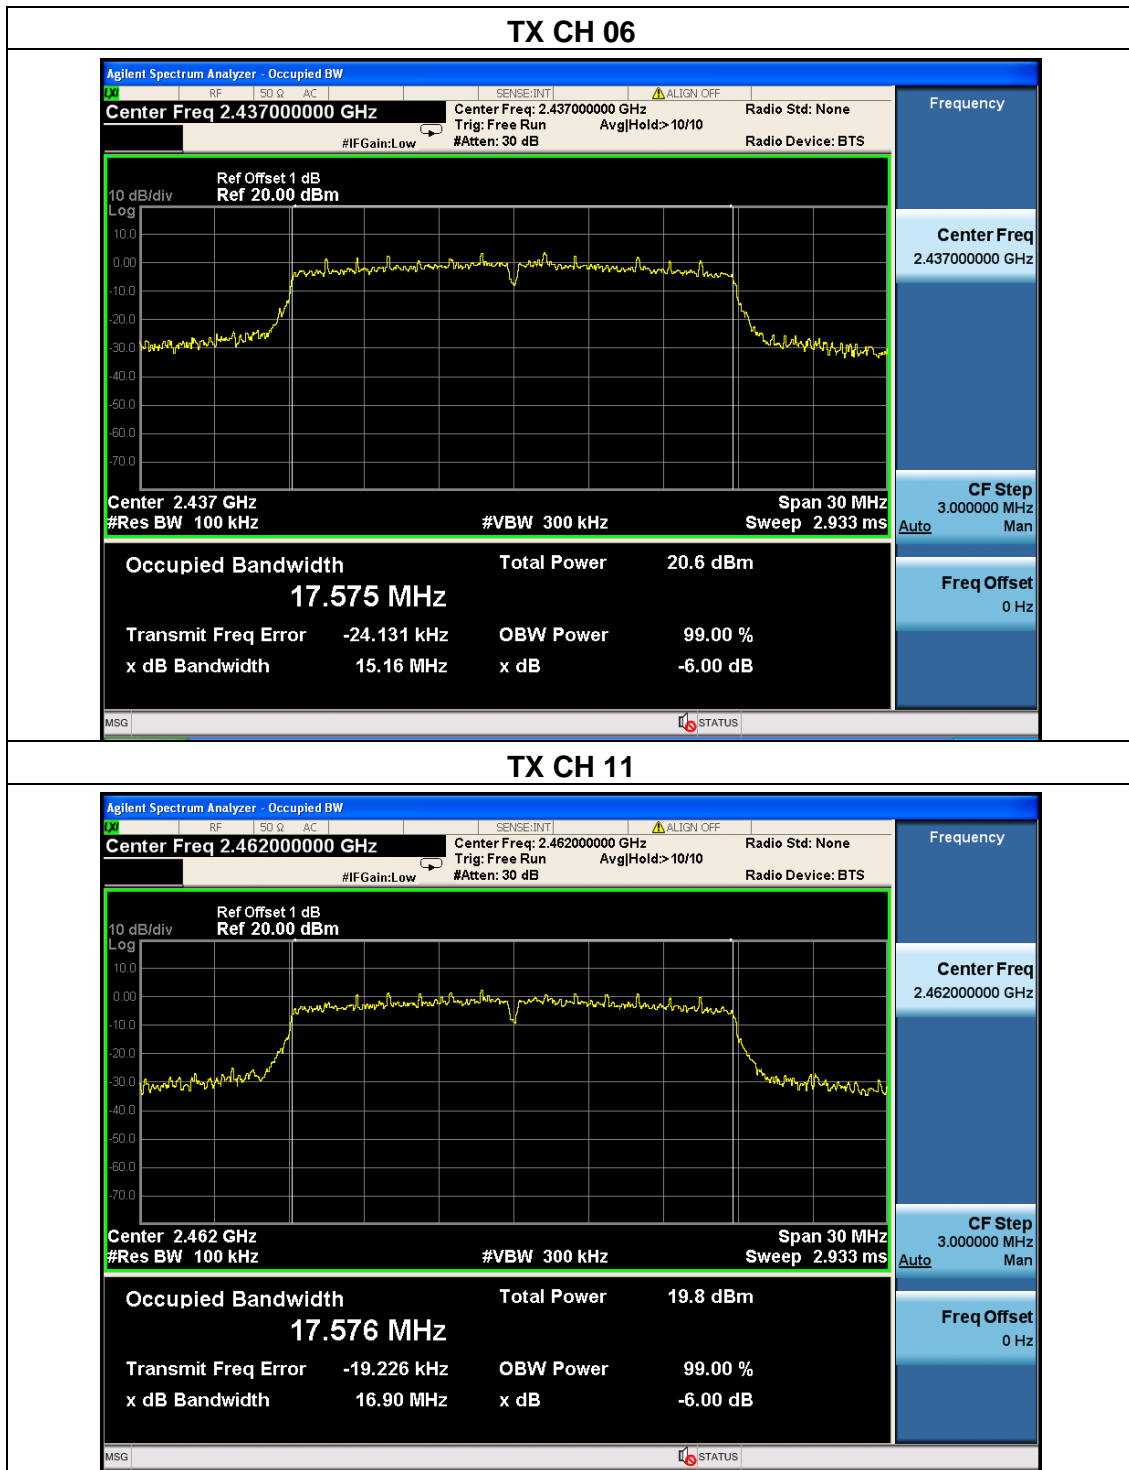 TX CH 06
Agilent Spectrum Analyzer - Occupied BW
LXI RF 50 Ω AC SENSE:INT ALIGN OFF
Center Freq 2.437000000 GHz
Center Freq: 2.437000000 GHz Radio Std: None
Trig: Free Run Avg|Hold:>10/10
#IFGain:Low #Atten: 30 dB Radio Device: BTS
Ref Offset 1 dB
10 dB/div Ref 20.00 dBm
Log
10.0
0.00
-10.0
-20.0
-30.0
-40.0
-50.0
-60.0
-70.0
Center 2.437 GHz Span 30 MHz
#Res BW 100 kHz #VBW 300 kHz Sweep 2.933 ms
Occupied Bandwidth Total Power 20.6 dBm
17.575 MHz
Transmit Freq Error -24.131 kHz OBW Power 99.00 %
x dB Bandwidth 15.16 MHz x dB -6.00 dB
MSG STATUS
Frequency
Center Freq
2.437000000 GHz
CF Step
3.000000 MHz
Auto Man
Freq Offset
0 Hz
TX CH 11
Agilent Spectrum Analyzer - Occupied BW
LXI RF 50 Ω AC SENSE:INT ALIGN OFF
Center Freq 2.462000000 GHz
Center Freq: 2.462000000 GHz Radio Std: None
Trig: Free Run Avg|Hold:>10/10
#IFGain:Low #Atten: 30 dB Radio Device: BTS
Ref Offset 1 dB
10 dB/div Ref 20.00 dBm
Log
10.0
0.00
-10.0
-20.0
-30.0
-40.0
-50.0
-60.0
-70.0
Center 2.462 GHz Span 30 MHz
#Res BW 100 kHz #VBW 300 kHz Sweep 2.933 ms
Occupied Bandwidth Total Power 19.8 dBm
17.576 MHz
Transmit Freq Error -19.226 kHz OBW Power 99.00 %
x dB Bandwidth 16.90 MHz x dB -6.00 dB
MSG STATUS
Frequency
Center Freq
2.462000000 GHz
CF Step
3.000000 MHz
Auto Man
Freq Offset
0 Hz